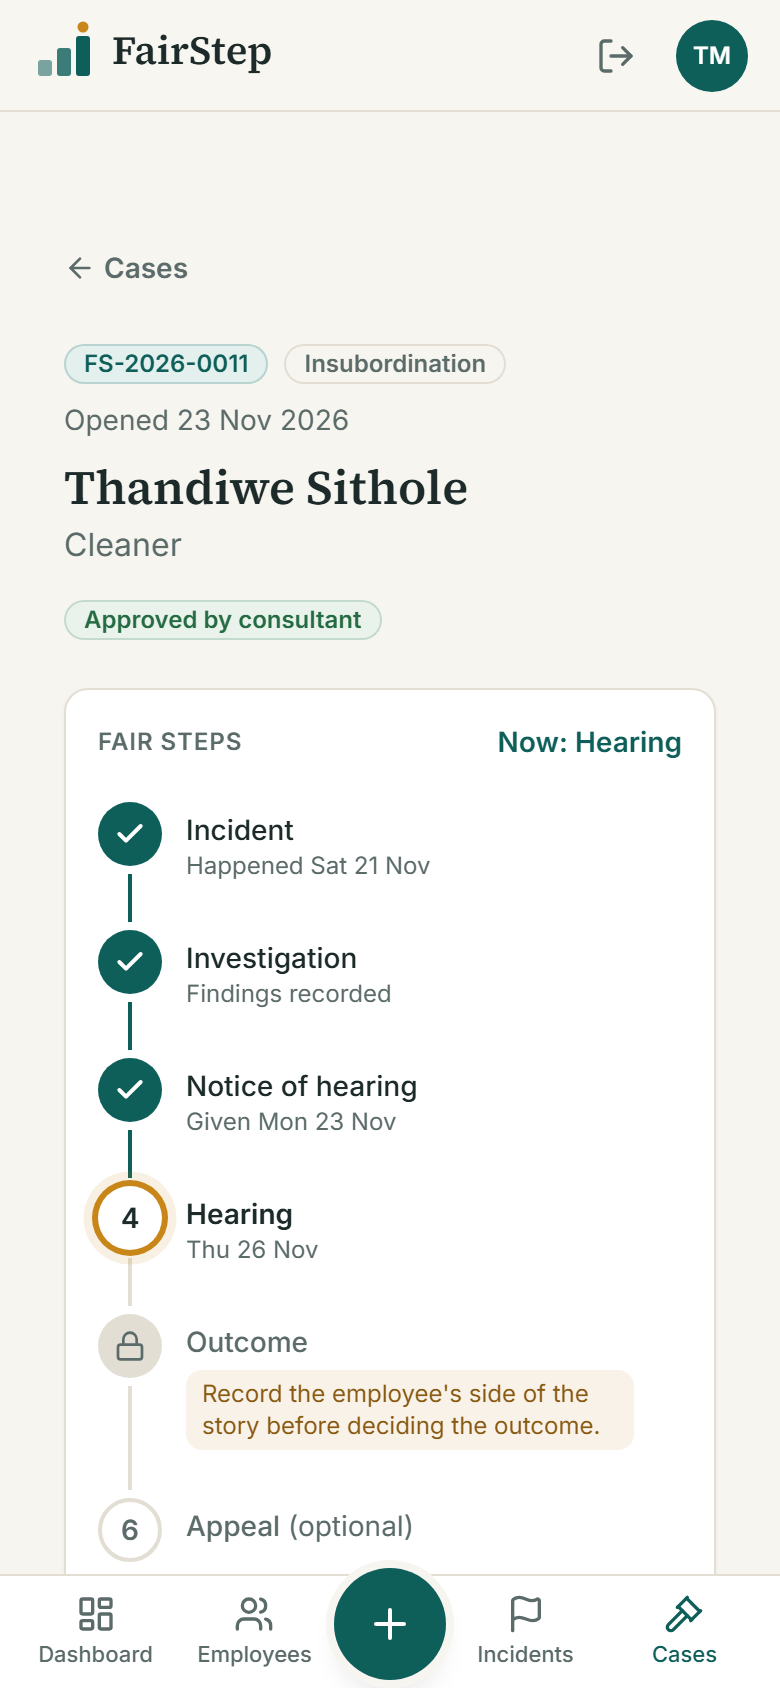 FairStep
TM
Cases
FS-2026-0011
Insubordination
Opened 23 Nov 2026
Thandiwe Sithole
Cleaner
Approved by consultant
FAIR STEPS
Now: Hearing
Incident
Happened Sat 21 Nov
Investigation
Findings recorded
Notice of hearing
Given Mon 23 Nov
4
Hearing
Thu 26 Nov
Outcome
Record the employee's side of the
story before deciding the outcome.
6
Appeal (optional)
Dashboard
Employees
Incidents
Cases